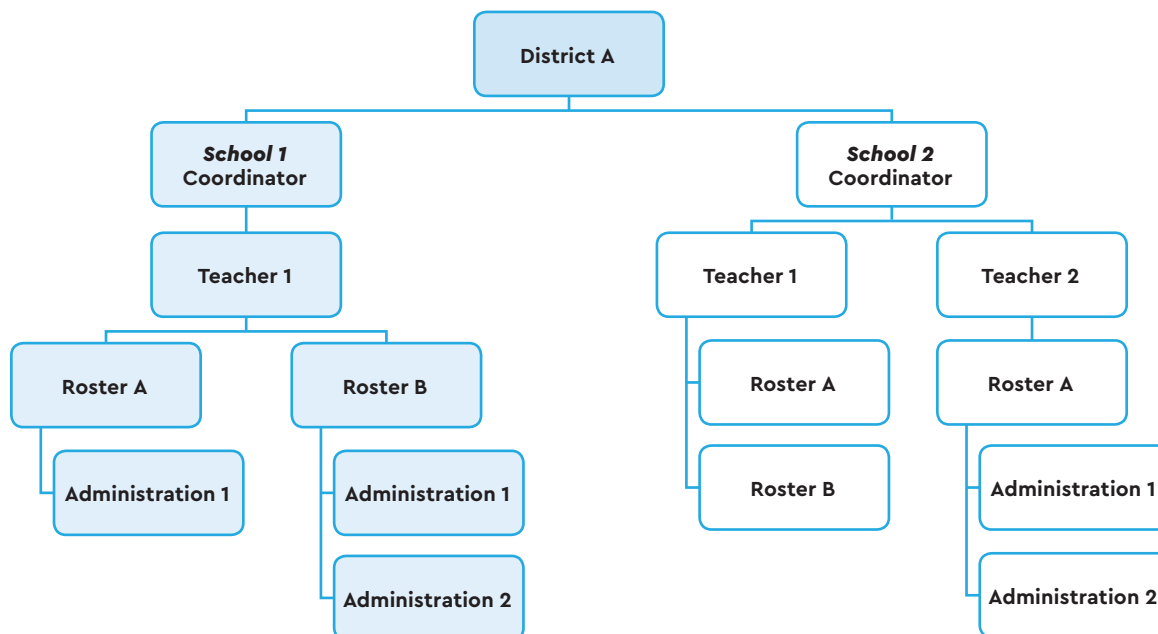 District A
School 1
Coordinator
School 2
Coordinator
Teacher 1
Teacher 1
Teacher 2
Roster A
Roster B
Roster A
Roster A
Administration 1
Administration 1
Roster B
Administration 1
Administration 2
Administration 2